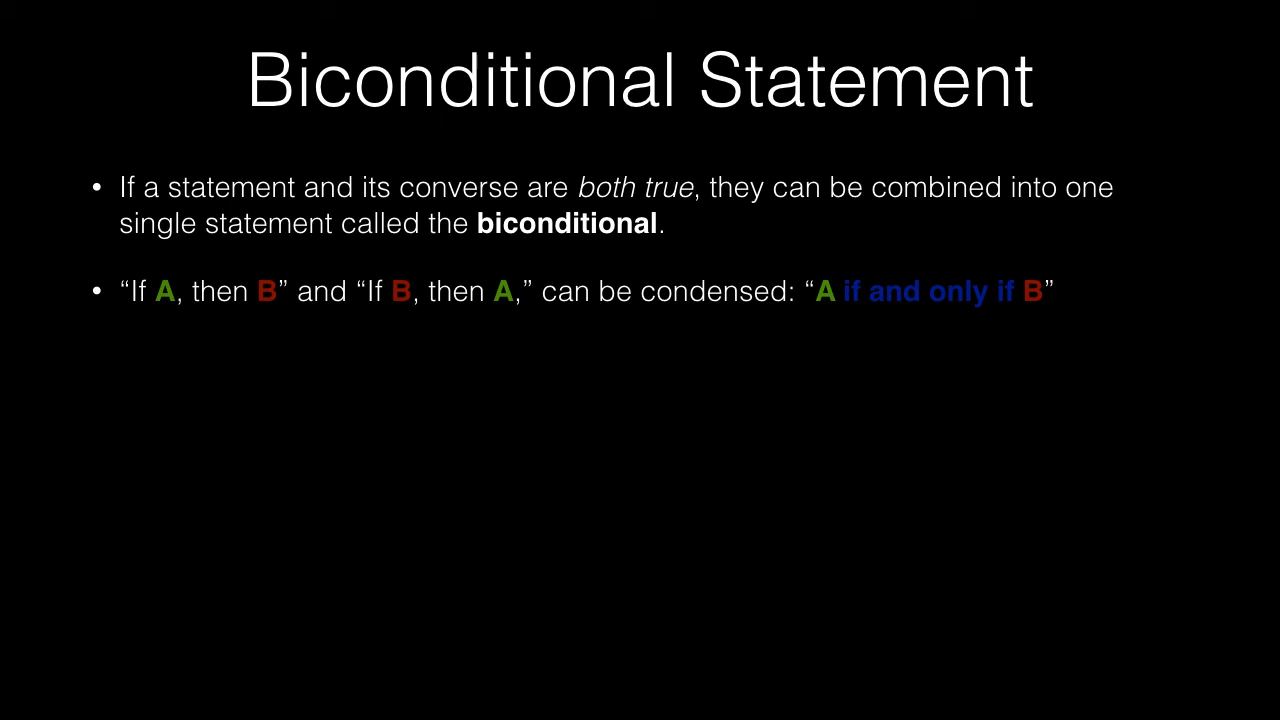 Biconditional Statement
• If a statement and its converse are both true, they can be combined into one
single statement called the biconditional.
• “If A, then B” and “If B, then A,” can be condensed: “A if and only if B”